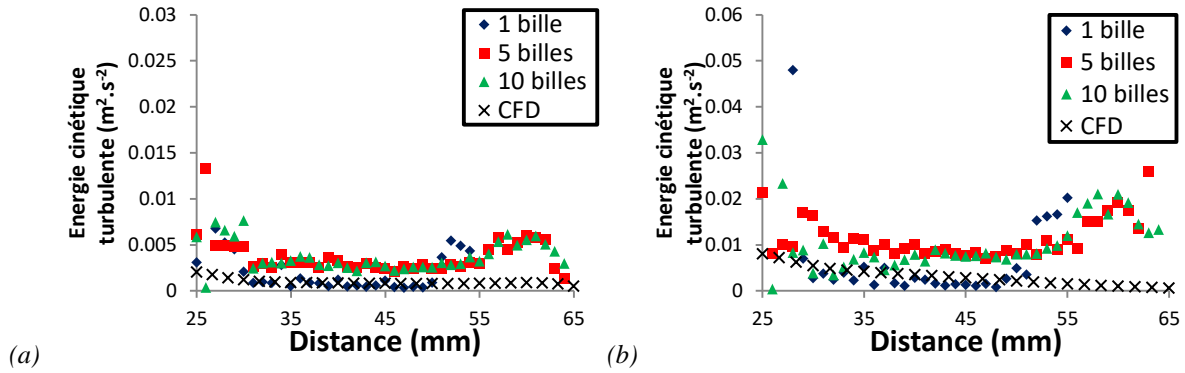 Energie cinétique
turbulente (m².s⁻²)
0.03
0.025
0.02
0.015
0.01
0.005
0
25
35
45
55
65
Distance (mm)
1 bille
5 billes
10 billes
CFD
(a)
Energie cinétique
turbulente (m².s⁻²)
0.06
0.05
0.04
0.03
0.02
0.01
0
25
35
45
55
65
Distance (mm)
1 bille
5 billes
10 billes
CFD
(b)